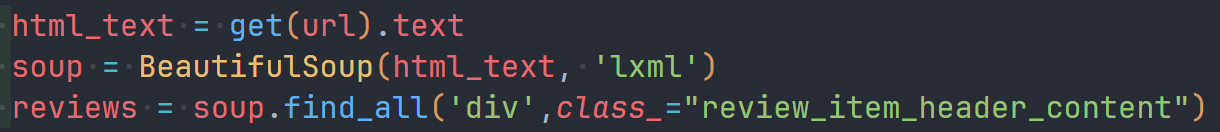 html_text = get(url).text
soup = BeautifulSoup(html_text, 'lxml')
reviews = soup.find_all('div',class_="review_item_header_content")